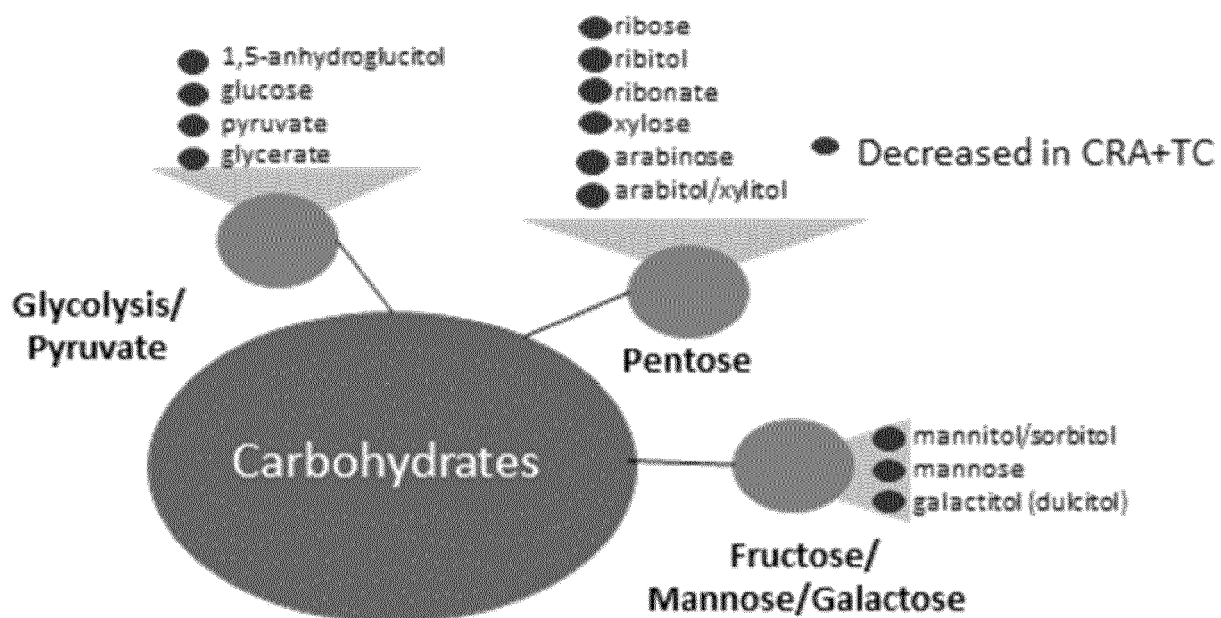 1,5-anhydroglucitol
glucose
pyruvate
glycerate
ribose
ribitol
ribonate
xylose
arabinose
arabitol/xylitol
Decreased in CRA+TC
Glycolysis/
Pyruvate
Pentose
Carbohydrates
mannitol/sorbitol
mannose
galactitol (dulcitol)
Fructose/
Mannose/Galactose